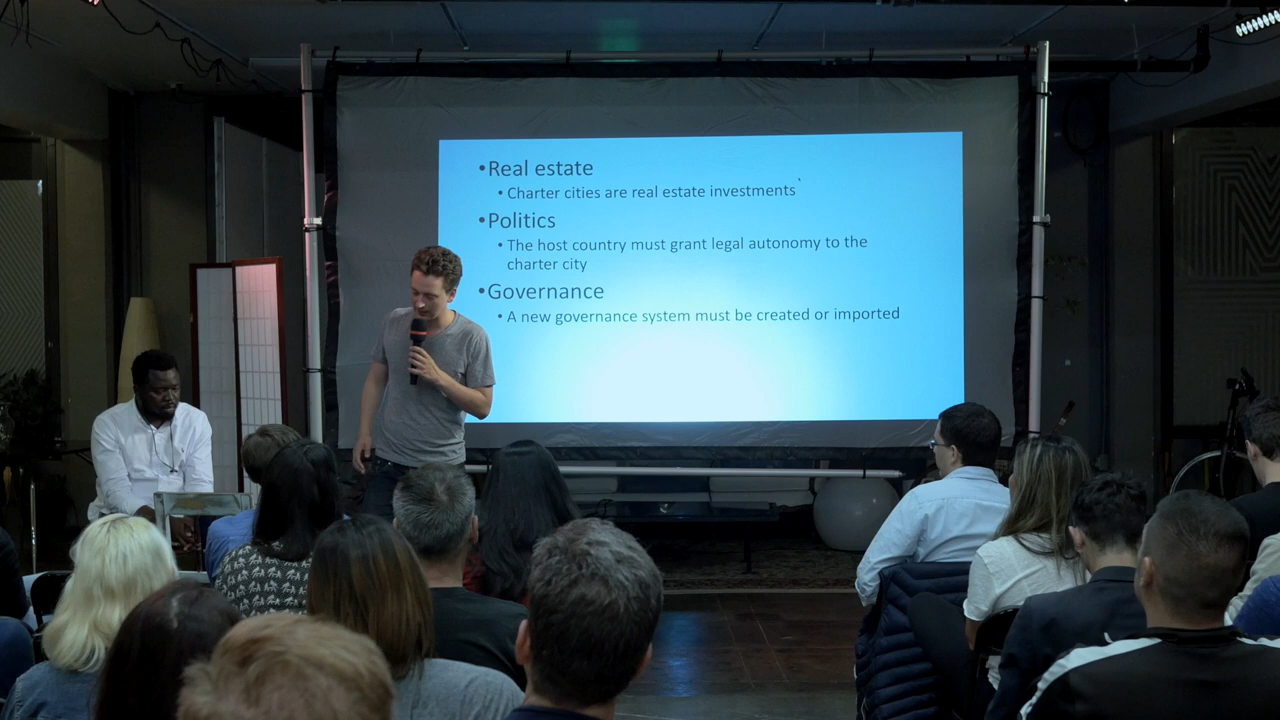 •Real estate
•Charter cities are real estate investments
•Politics
•The host country must grant legal autonomy to the
charter city
•Governance
•A new governance system must be created or imported